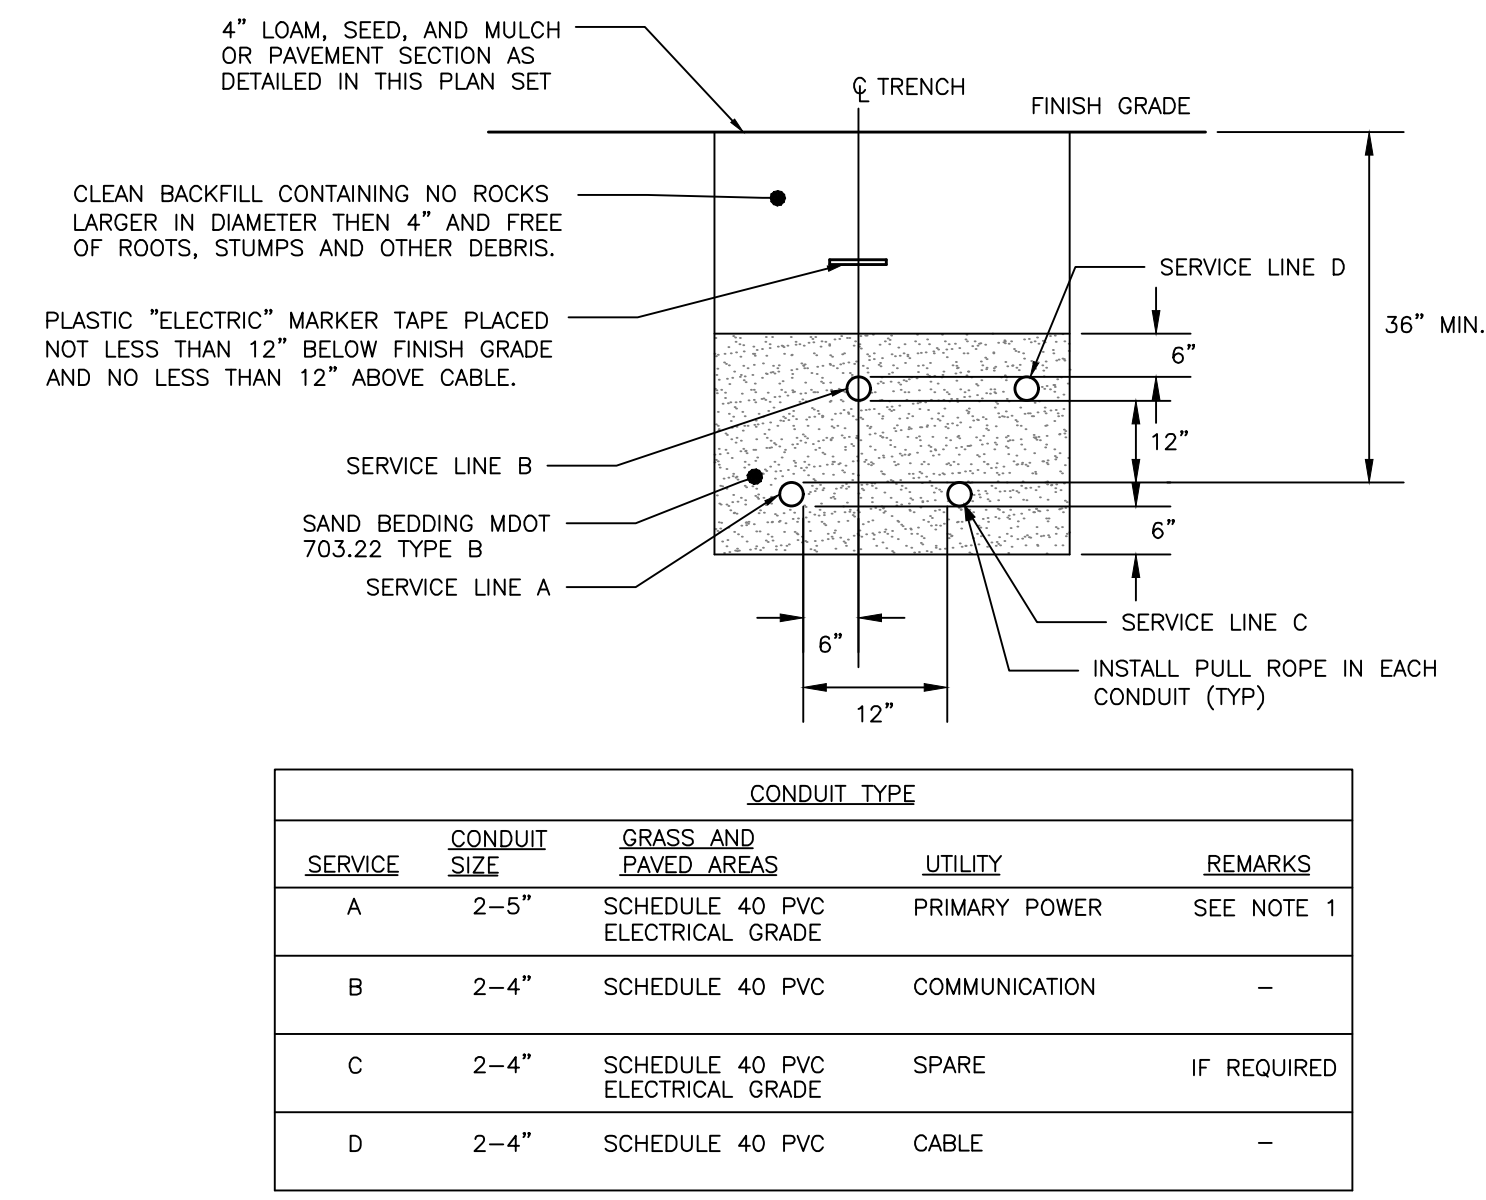 4” LOAM, SEED, AND MULCH
OR PAVEMENT SECTION AS
DETAILED IN THIS PLAN SET
℄ TRENCH
FINISH GRADE
CLEAN BACKFILL CONTAINING NO ROCKS
LARGER IN DIAMETER THEN 4” AND FREE
OF ROOTS, STUMPS AND OTHER DEBRIS.
SERVICE LINE D
PLASTIC ”ELECTRIC” MARKER TAPE PLACED
NOT LESS THAN 12” BELOW FINISH GRADE
AND NO LESS THAN 12” ABOVE CABLE.
36” MIN.
6”
12”
SERVICE LINE B
SAND BEDDING MDOT
703.22 TYPE B
6”
SERVICE LINE A
SERVICE LINE C
6”
INSTALL PULL ROPE IN EACH
CONDUIT (TYP)
12”
CONDUIT TYPE
SERVICE
CONDUIT
SIZE
GRASS AND
PAVED AREAS
UTILITY
REMARKS
A
2–5”
SCHEDULE 40 PVC
ELECTRICAL GRADE
PRIMARY POWER
SEE NOTE 1
B
2–4”
SCHEDULE 40 PVC
COMMUNICATION
–
C
2–4”
SCHEDULE 40 PVC
ELECTRICAL GRADE
SPARE
IF REQUIRED
D
2–4”
SCHEDULE 40 PVC
CABLE
–